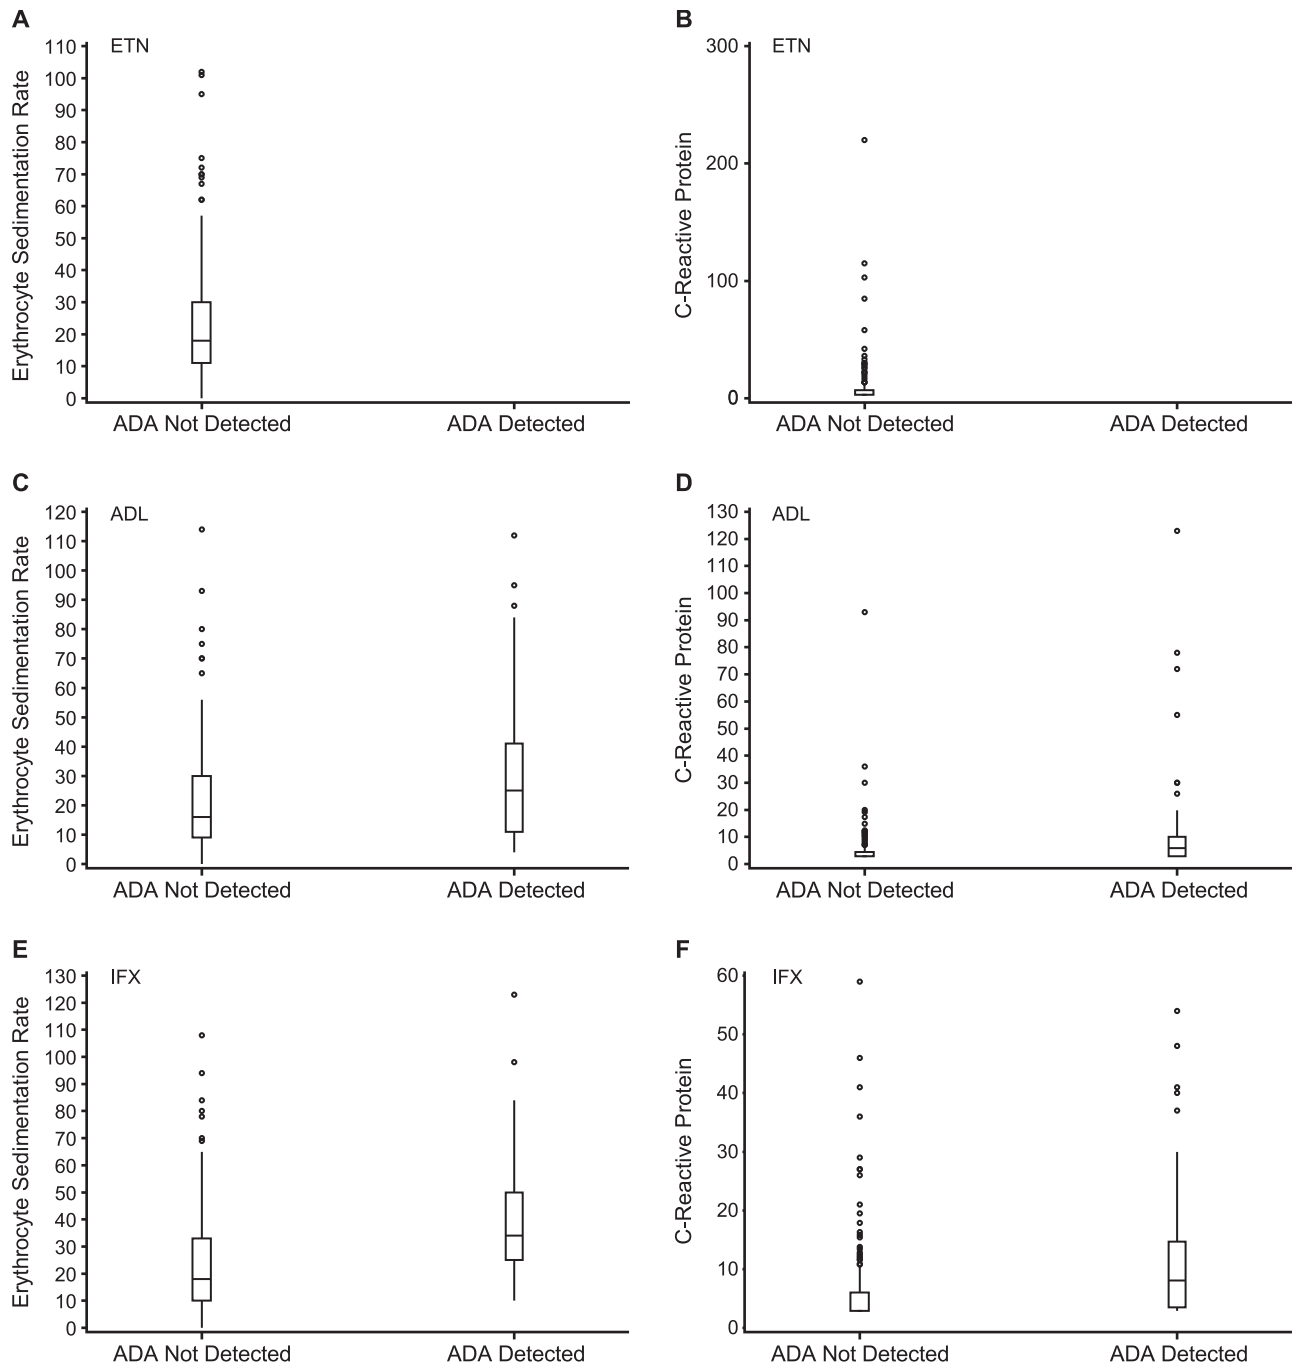 A
ETN
Erythrocyte Sedimentation Rate
110
100
90
80
70
60
50
40
30
20
10
0
ADA Not Detected ADA Detected
B
ETN
C-Reactive Protein
300
200
100
0
ADA Not Detected ADA Detected
C
ADL
Erythrocyte Sedimentation Rate
120
110
100
90
80
70
60
50
40
30
20
10
0
ADA Not Detected ADA Detected
D
ADL
C-Reactive Protein
130
120
110
100
90
80
70
60
50
40
30
20
10
0
ADA Not Detected ADA Detected
E
IFX
Erythrocyte Sedimentation Rate
130
120
110
100
90
80
70
60
50
40
30
20
10
0
ADA Not Detected ADA Detected
F
IFX
C-Reactive Protein
60
50
40
30
20
10
0
ADA Not Detected ADA Detected